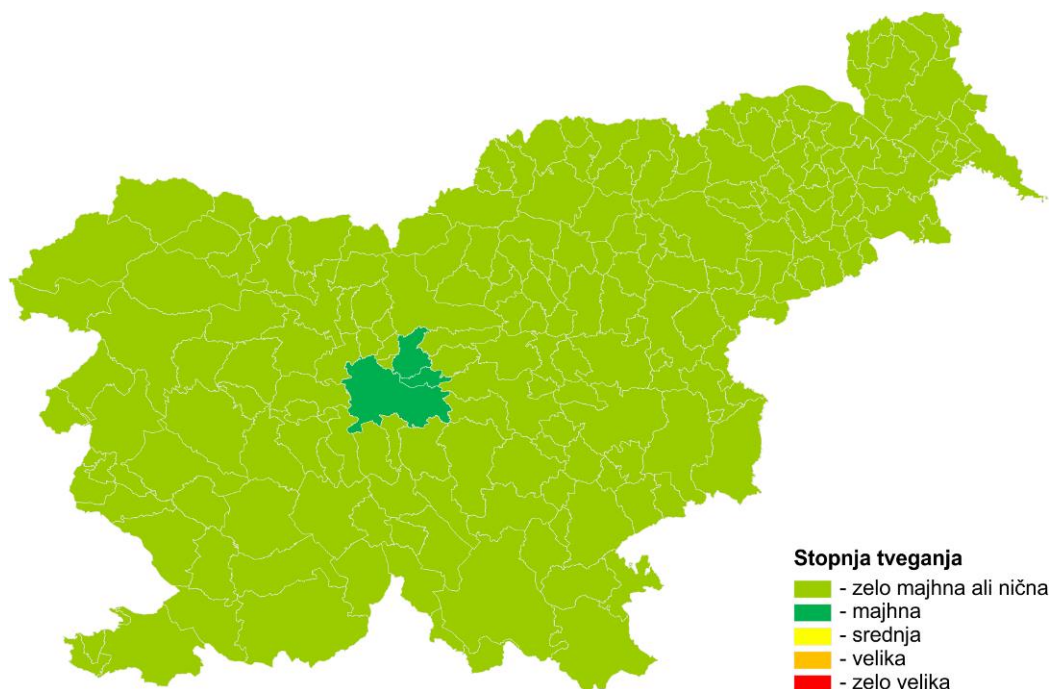 Stopnja tveganja
- zelo majhna ali nična
- majhna
- srednja
- velika
- zelo velika